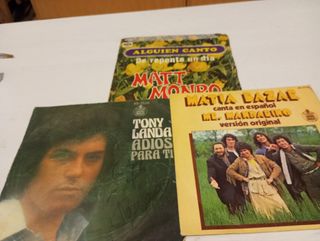 ALGUIEN CANTO
De repente un día
MATT
MONRO
TONY
LANDA
ADIOS
PARA TI
MATIA BAZAR
canta en español
MR. MANDARINO
versión original